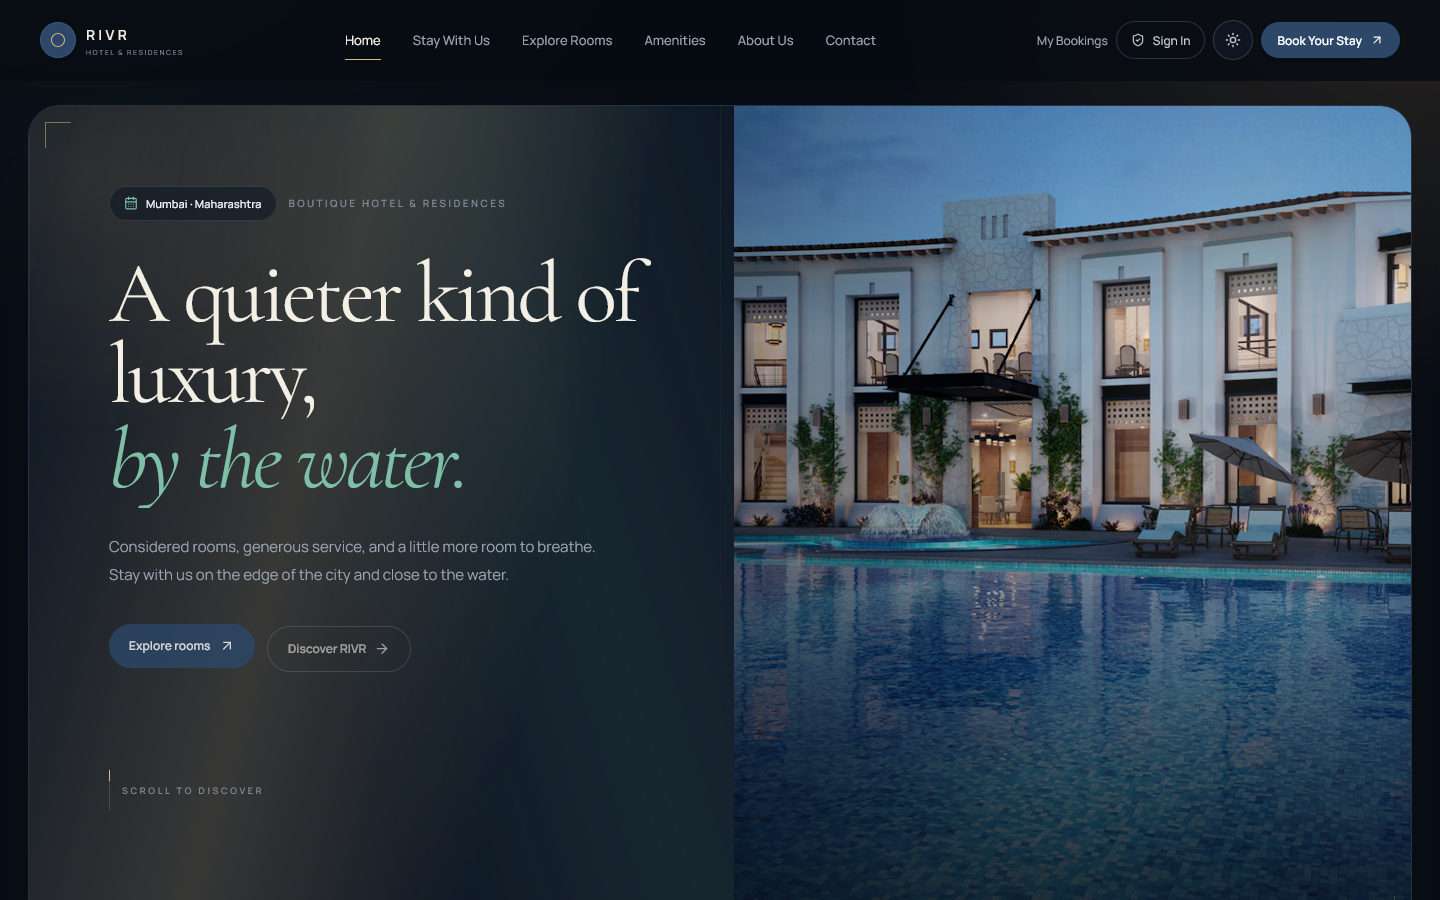 RIVR
HOTEL & RESIDENCES
Home
Stay With Us
Explore Rooms
Amenities
About Us
Contact
My Bookings
Sign In
Book Your Stay
Mumbai · Maharashtra
BOUTIQUE HOTEL & RESIDENCES
A quieter kind of
luxury,
by the water.
Considered rooms, generous service, and a little more room to breathe.
Stay with us on the edge of the city and close to the water.
Explore rooms
Discover RIVR
SCROLL TO DISCOVER